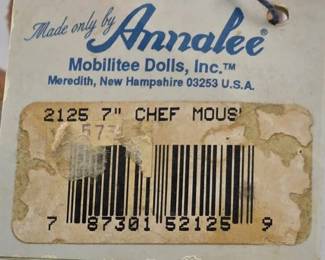 Made only by Annalee®
Mobilitee Dolls, Inc.™
Meredith, New Hampshire 03253 U.S.A.
2125 7" CHEF MOUS
573
7 87301 52125 9